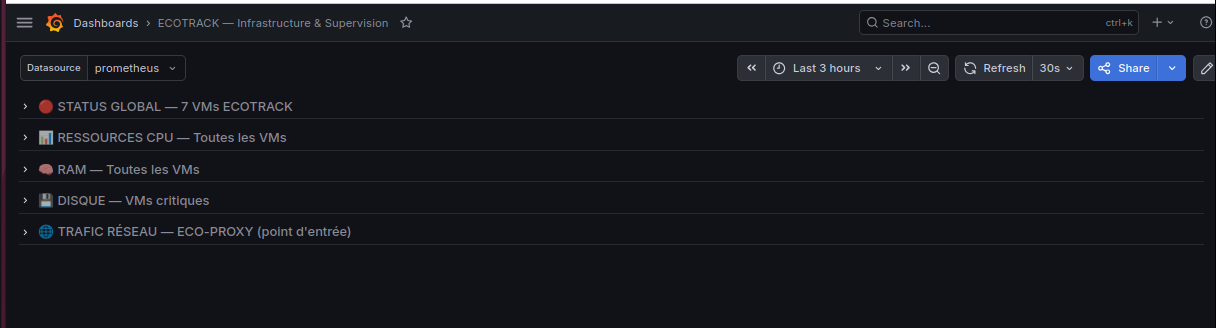 Dashboards › ECOTRACK — Infrastructure & Supervision Search... ctrl+k
Datasource prometheus Last 3 hours Refresh 30s Share
STATUS GLOBAL — 7 VMs ECOTRACK
RESSOURCES CPU — Toutes les VMs
RAM — Toutes les VMs
DISQUE — VMs critiques
TRAFIC RÉSEAU — ECO-PROXY (point d'entrée)